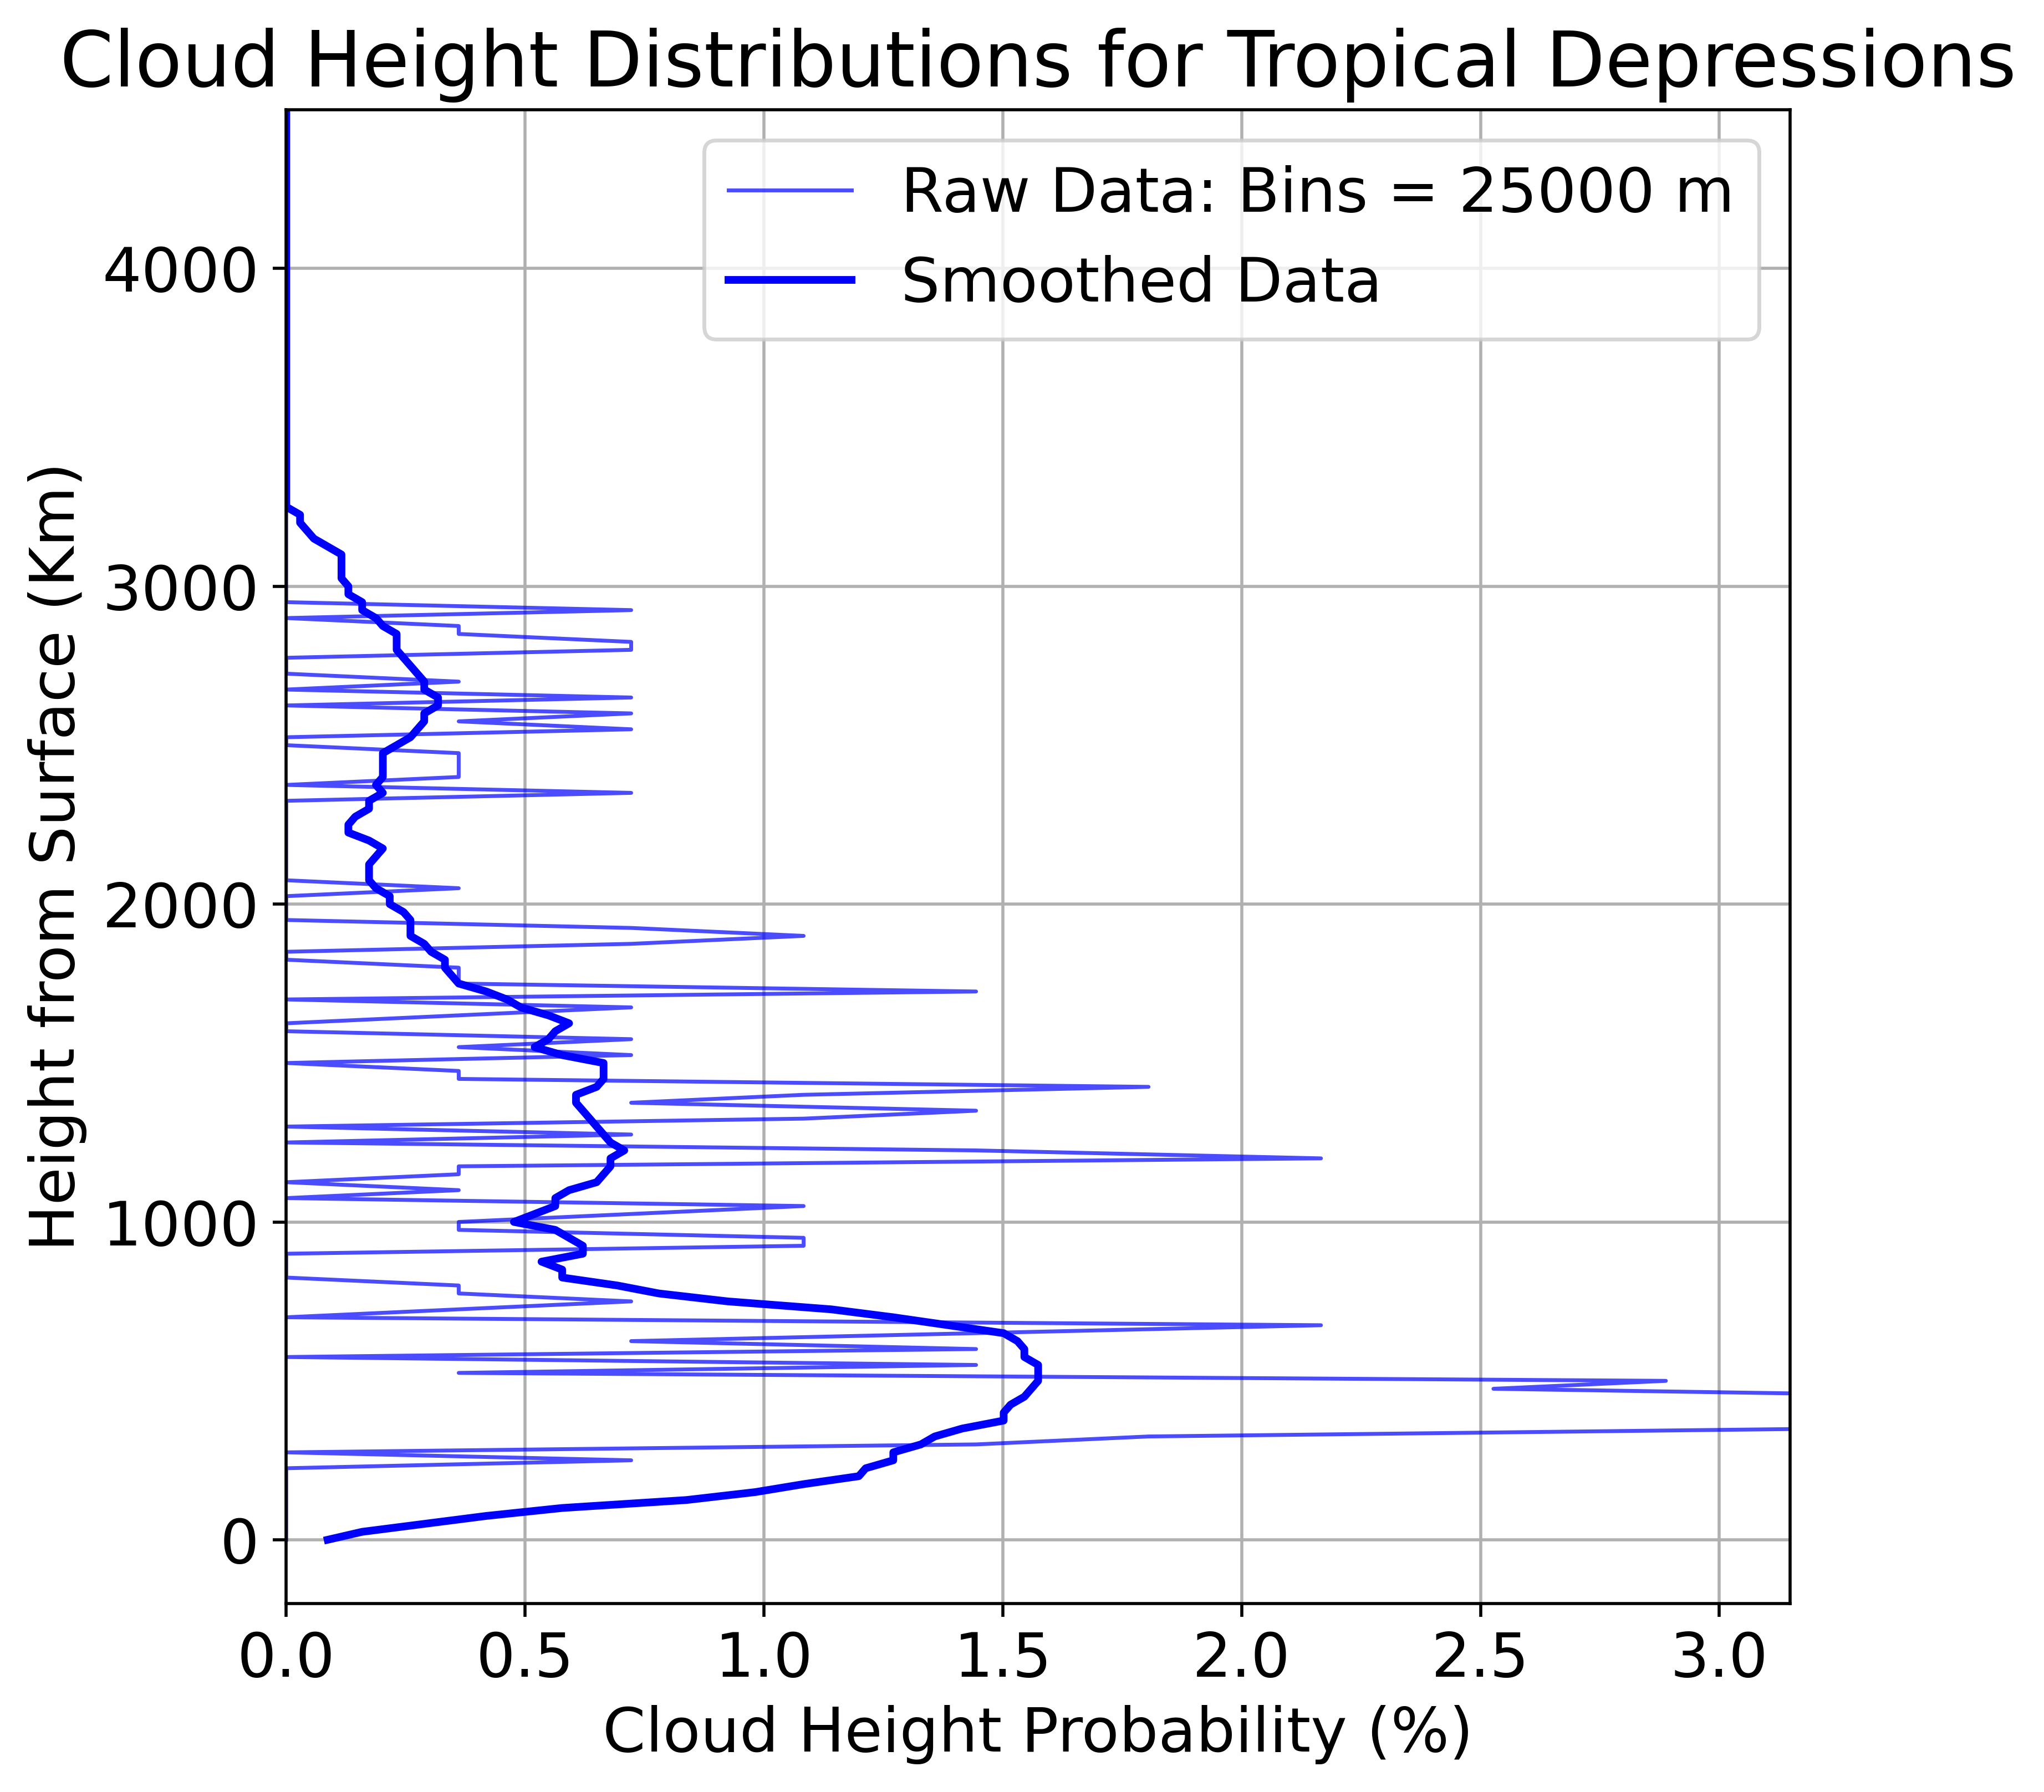 Cloud Height Distributions for Tropical Depressions
Raw Data: Bins = 25000 m
Smoothed Data
Height from Surface (Km)
4000
3000
2000
1000
0
0.0 0.5 1.0 1.5 2.0 2.5 3.0
Cloud Height Probability (%)